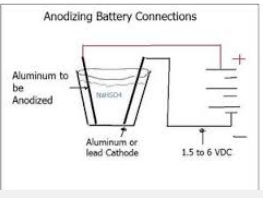 Anodizing Battery Connections
+
Aluminum to
be
Anodized
NaHSO4
Aluminum or
lead Cathode
1.5 to 6 VDC